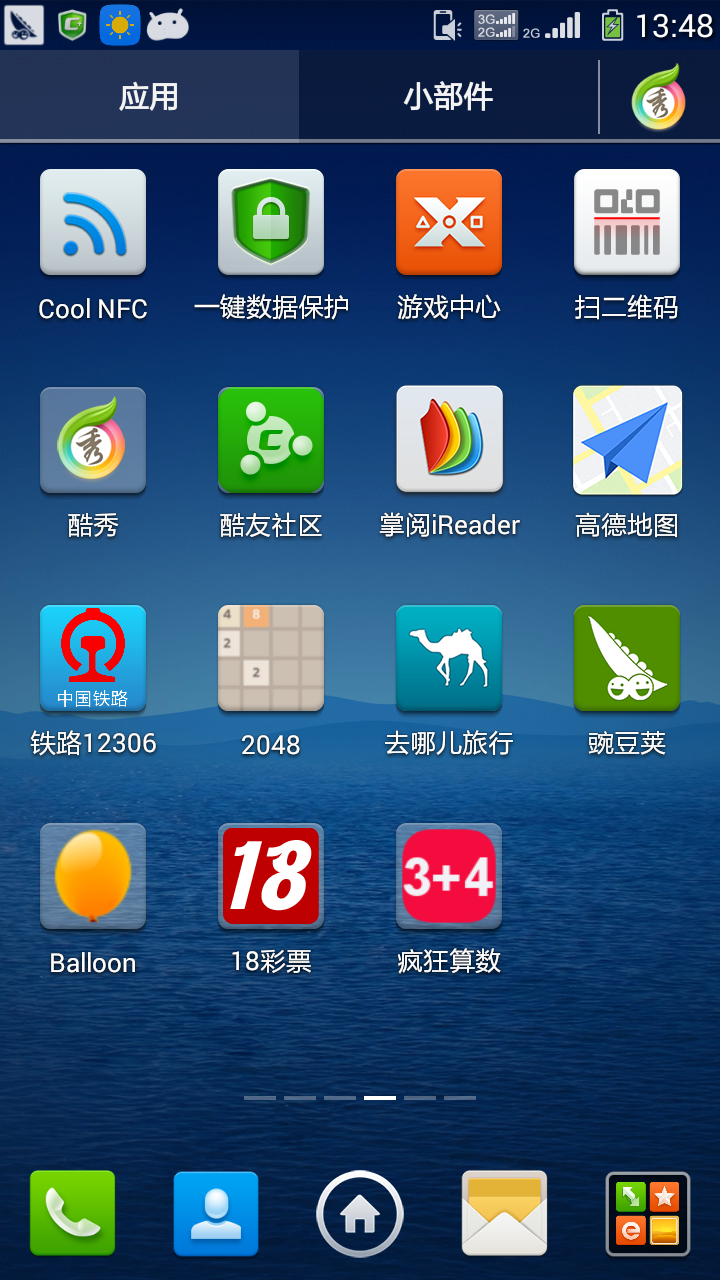 3G
2G 2G 13:48
应用 小部件 秀
Cool NFC 一键数据保护 游戏中心 扫二维码
秀
酷秀 酷友社区 掌阅iReader 高德地图
4 8
2
2
中国铁路
铁路12306 2048 去哪儿旅行 豌豆荚
18 3+4
Balloon 18彩票 疯狂算数